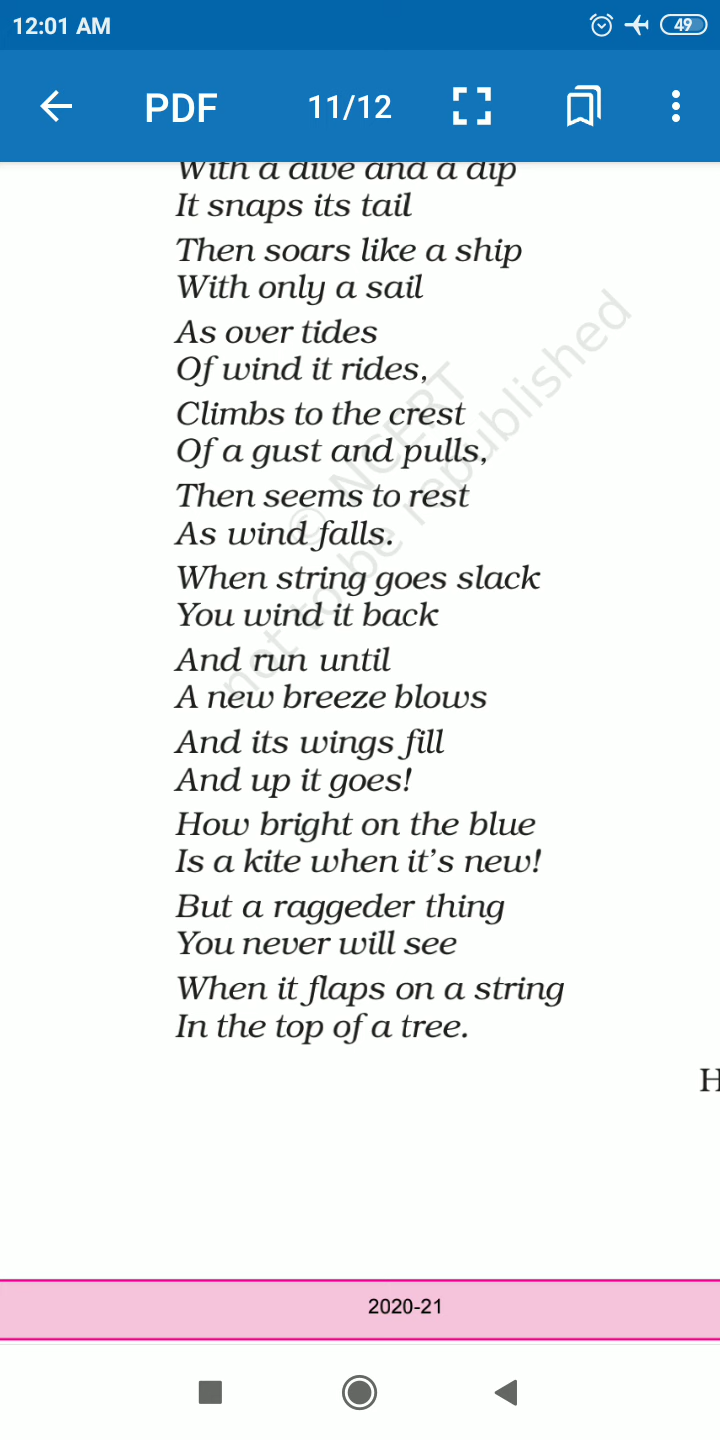 12:01 AM
49
PDF
11/12
With a dive and a dip
It snaps its tail
Then soars like a ship
With only a sail
As over tides
Of wind it rides,
Climbs to the crest
Of a gust and pulls,
Then seems to rest
As wind falls.
When string goes slack
You wind it back
And run until
A new breeze blows
And its wings fill
And up it goes!
How bright on the blue
Is a kite when it’s new!
But a raggeder thing
You never will see
When it flaps on a string
In the top of a tree.
H
© NCERT
not to be republished
2020-21